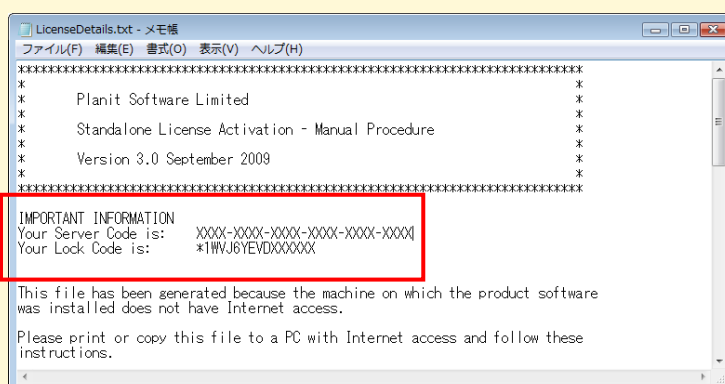 LicenseDetails.txt - メモ帳
ファイル(F) 編集(E) 書式(O) 表示(V) ヘルプ(H)
******************************************************************************
* *
* Planit Software Limited *
* *
* Standalone License Activation - Manual Procedure *
* *
* Version 3.0 September 2009 *
* *
******************************************************************************
IMPORTANT INFORMATION
Your Server Code is: XXXX-XXXX-XXXX-XXXX-XXXX-XXXX
Your Lock Code is: *1WVJ6YEVDXXXXXX
This file has been generated because the machine on which the product software
was installed does not have Internet access.
Please print or copy this file to a PC with Internet access and follow these
instructions.